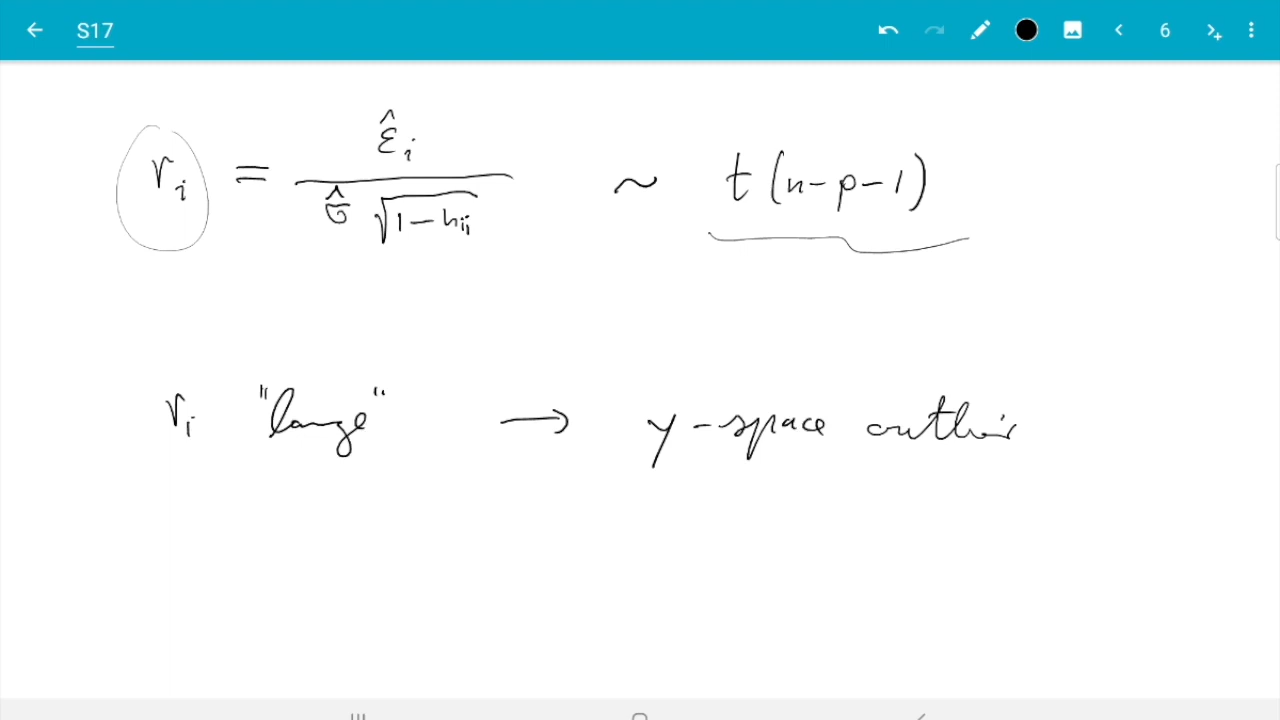 S17
6
r_i = ε̂_i / (σ̂ √(1-h_ii)) ~ t(n-p-1)
r_i "large" → y-space outlier